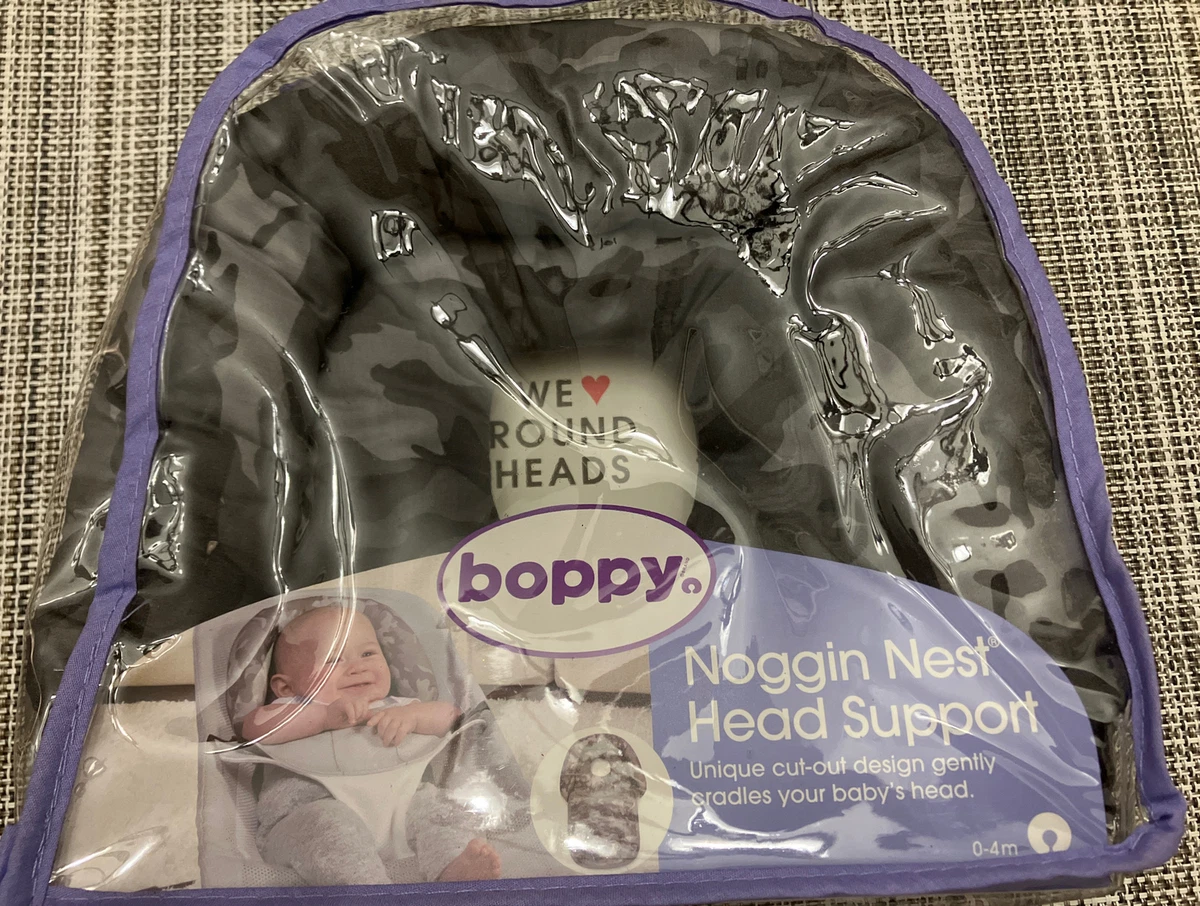 WE ♥
ROUND
HEADS
boppy
Noggin Nest®
Head Support
Unique cut-out design gently
cradles your baby's head.
0-4m